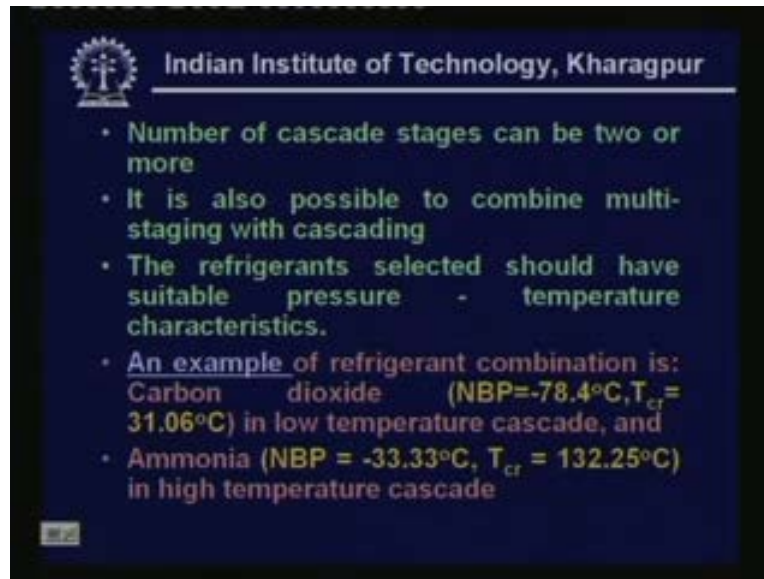 Indian Institute of Technology, Kharagpur
• Number of cascade stages can be two or
more
• It is also possible to combine multi-
staging with cascading
• The refrigerants selected should have
suitable pressure - temperature
characteristics.
• An example of refrigerant combination is:
Carbon dioxide (NBP=-78.4°C,Tcr=
31.06°C) in low temperature cascade, and
• Ammonia (NBP = -33.33°C, Tcr = 132.25°C)
in high temperature cascade